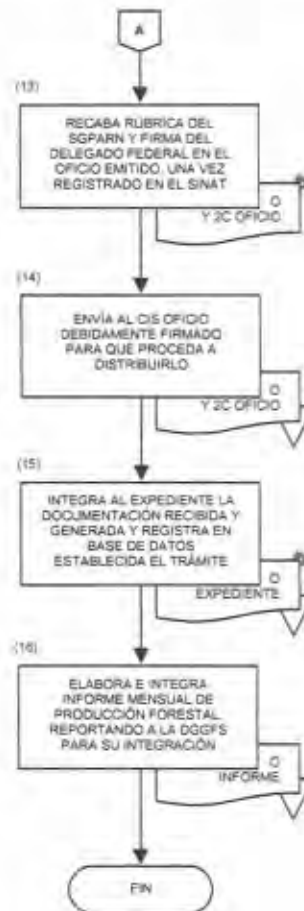 A
(13)
RECABA RÚBRICA DEL
SGPARN Y FIRMA DEL
DELEGADO FEDERAL EN EL
OFICIO EMITIDO, UNA VEZ
REGISTRADO EN EL SINAT
O
Y 2C OFICIO
(14)
ENVÍA AL CIS OFICIO
DEBIDAMENTE FIRMADO
PARA QUE PROCEDA A
DISTRIBUIRLO
O
Y 2C OFICIO
(15)
INTEGRA AL EXPEDIENTE LA
DOCUMENTACIÓN RECIBIDA Y
GENERADA Y REGISTRA EN
BASE DE DATOS
ESTABLECIDA EL TRÁMITE
O
EXPEDIENTE
(16)
ELABORA E INTEGRA
INFORME MENSUAL DE
PRODUCCIÓN FORESTAL
REPORTANDO A LA DGGFS
PARA SU INTEGRACIÓN
O
INFORME
FIN